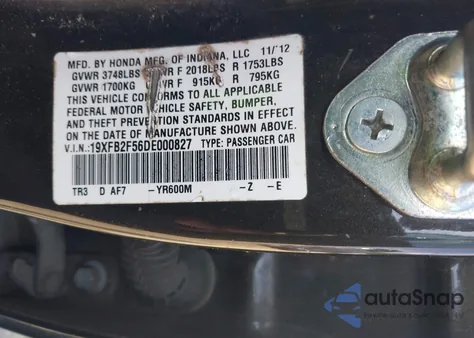 MFD. BY HONDA MFG. OF INDIANA, LLC 11/'12
GVWR 3748LBS WR F 2018LBS R 1753LBS
GVWR 1700KG WR F 915KG R 795KG
THIS VEHICLE CONFORMS TO ALL APPLICABLE
FEDERAL MOTOR VEHICLE SAFETY, BUMPER,
AND THEFT PREVENTION STANDARDS IN EFFECT
ON THE DATE OF MANUFACTURE SHOWN ABOVE.
V.I.N. 19XFB2F56DE000827 TYPE: PASSENGER CAR
TR3 D AF7 -YR600M -Z -E
autoSnap